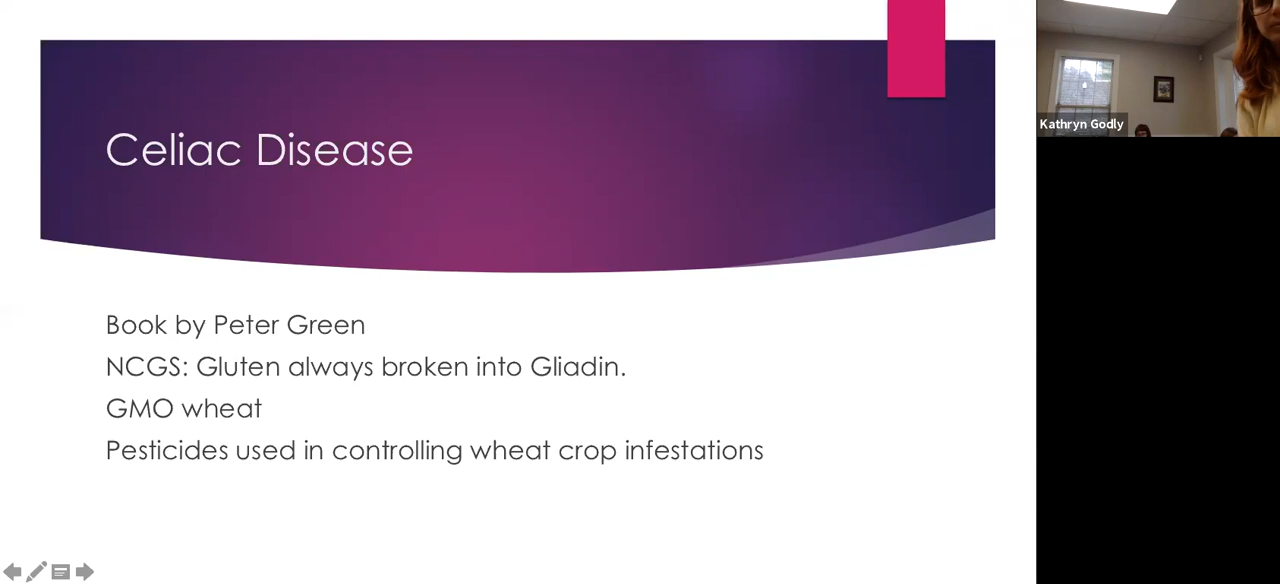 Celiac Disease
Book by Peter Green
NCGS: Gluten always broken into Gliadin.
GMO wheat
Pesticides used in controlling wheat crop infestations
Kathryn Godly